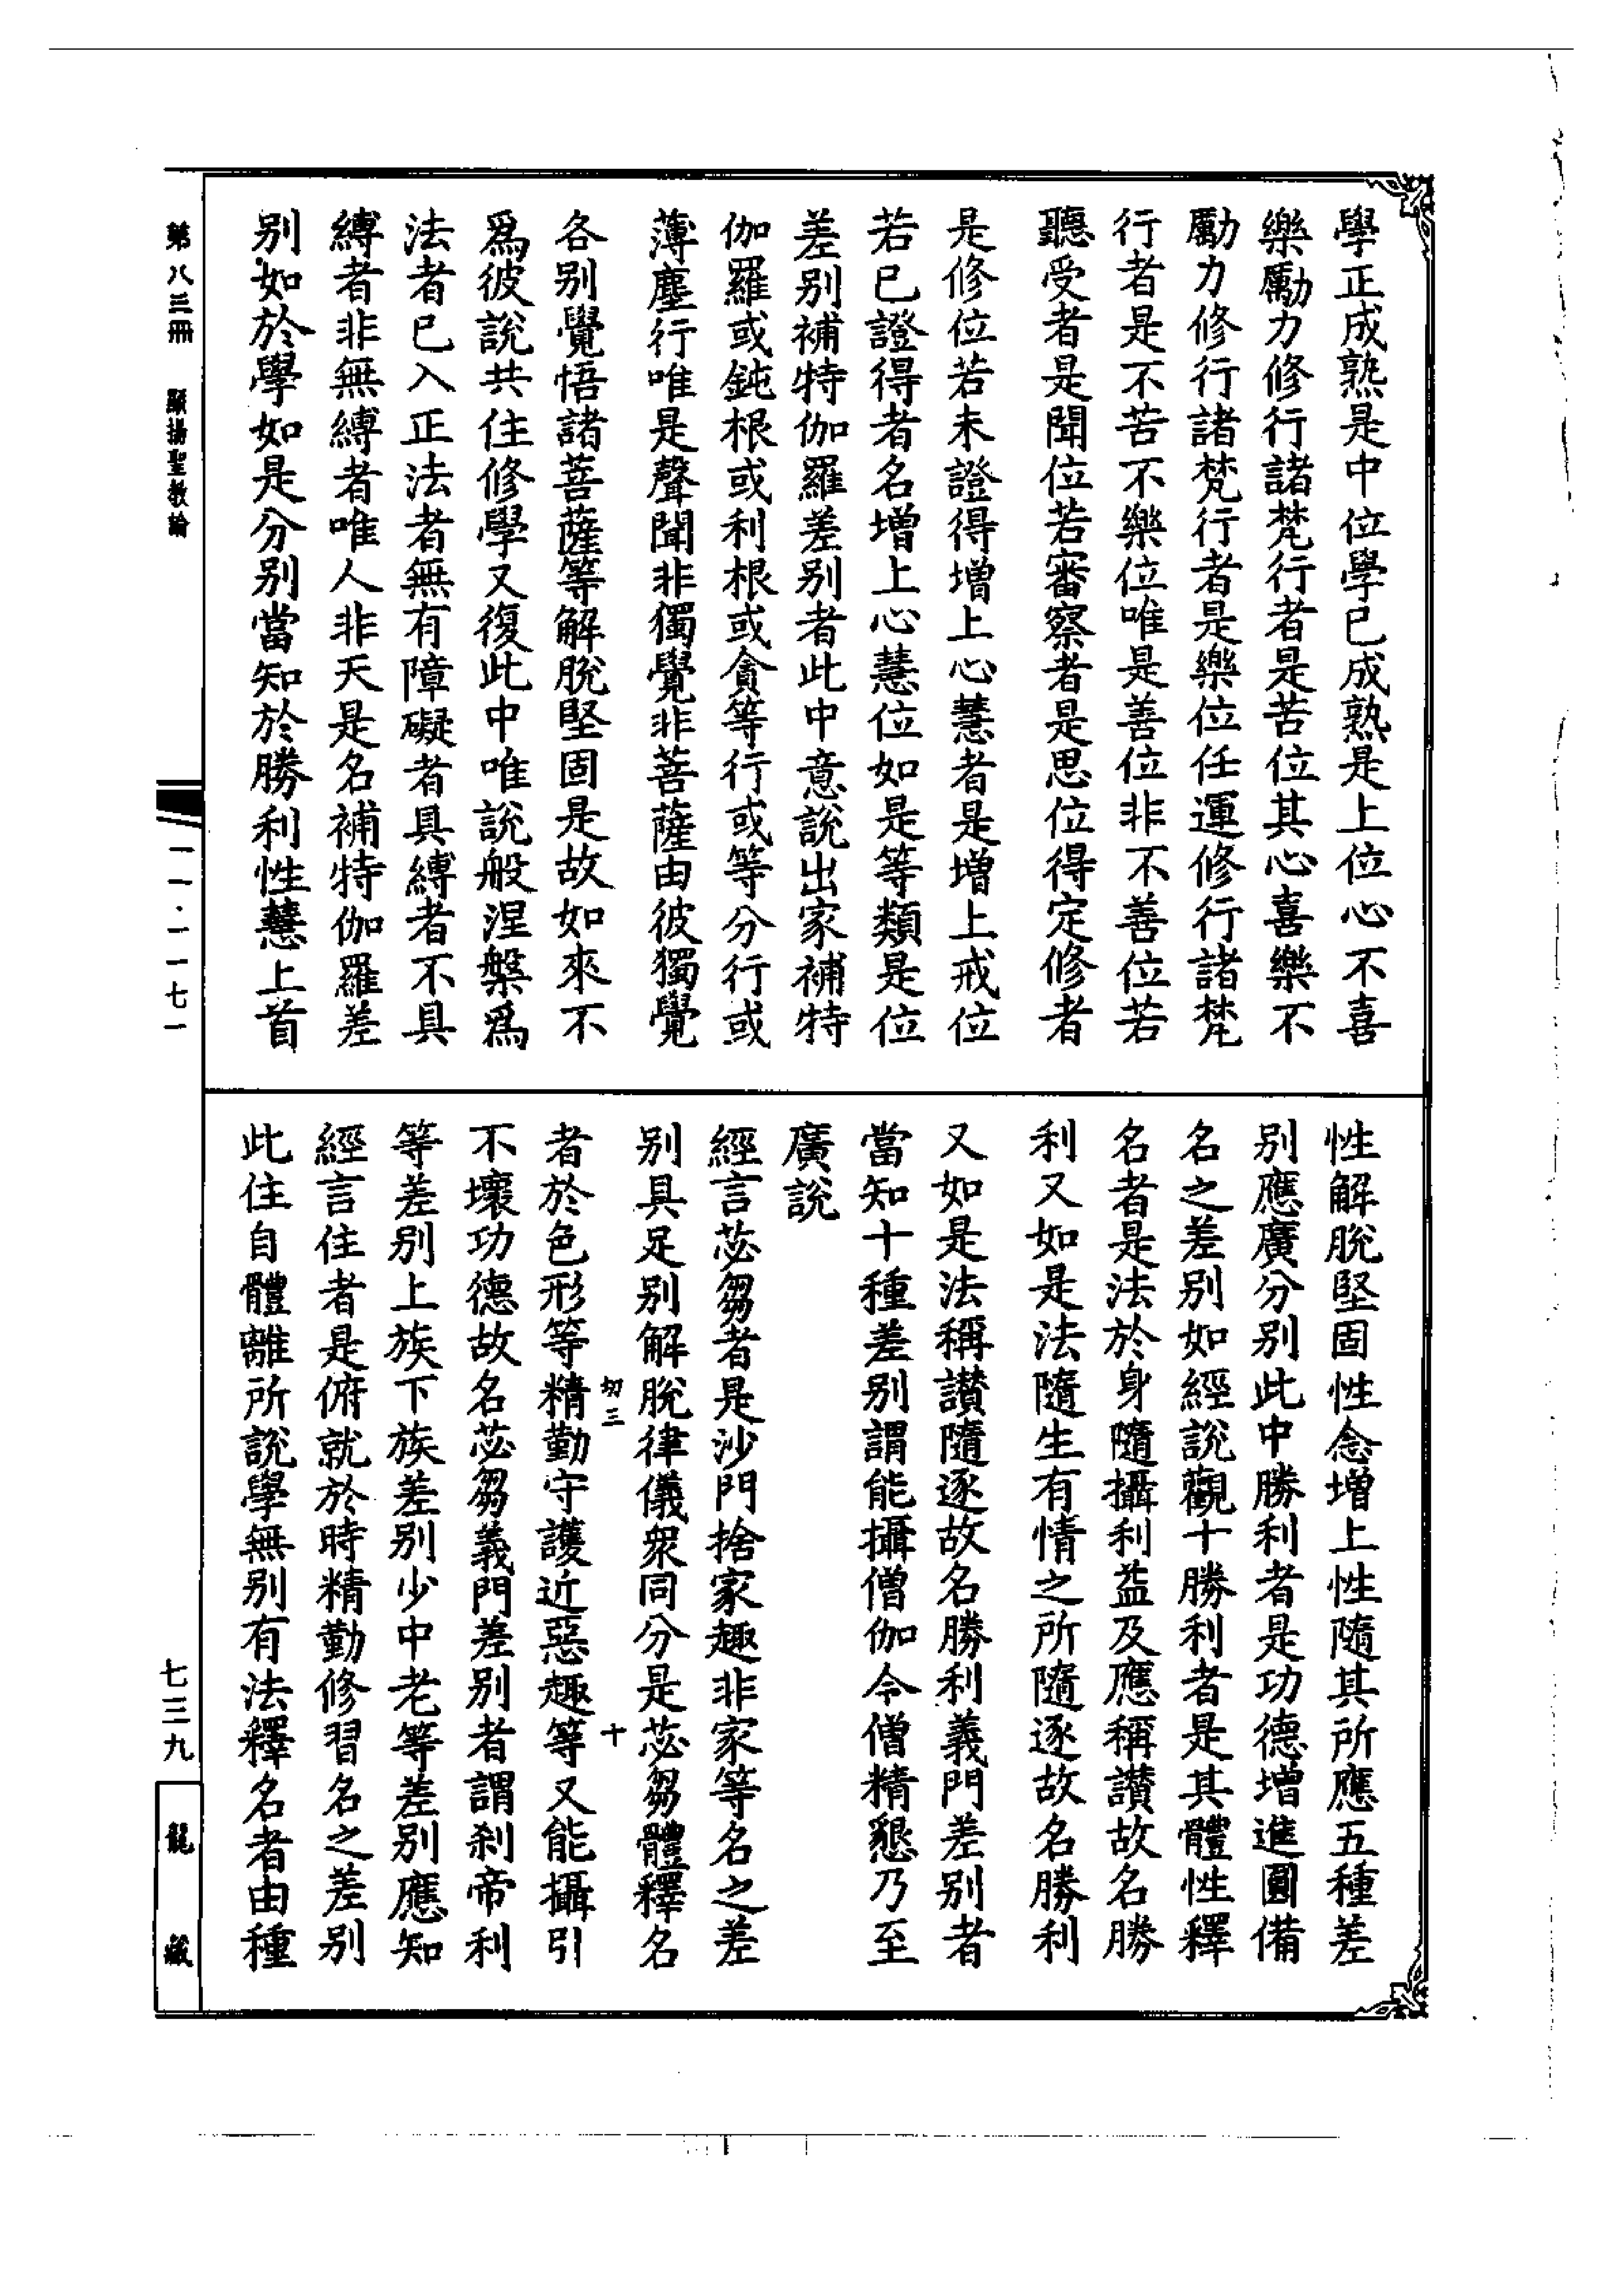 學正成熟是中位學已成熟是上位心不喜
樂勵力修行諸梵行者是苦位其心喜樂不
勵力修行諸梵行者是樂位任運修行諸梵
行者是不苦不樂位唯是善位非不善位若
聽受者是聞位若審察者是思位得定修者
是修位若未證得增上心慧者是增上戒位
若已證得者名增上心慧位如是等類是位
差別補特伽羅差別者此中意說出家補特
伽羅或鈍根或利根或貪等行或等分行或
薄塵行唯是聲聞非獨覺非菩薩由彼獨覺
各別覺悟諸菩薩等解脫堅固是故如來不
爲彼說共住修學又復此中唯說般涅槃爲
法者已入正法者無有障礙者具縛者不具
縛者非無縛者唯人非天是名補特伽羅差
別如於學如是分別當知於勝利性慧上首
性解脫堅固性念增上性隨其所應五種差
別應廣分別此中勝利者是功德增進圓備
名之差別如經說觀十勝利者是其體性釋
名者是法於身隨攝利益及應稱讃故名勝
利又如是法隨生有情之所隨逐故名勝利
又如是法稱讃隨逐故名勝利義門差別者
當知十種差別謂能攝僧伽令僧精懇乃至
廣說
經言苾芻者是沙門捨家趣非家等名之差
別具足別解脫律儀衆同分是苾芻體釋名
者於色形等精勤守護近惡趣等又能攝引
不壞功德故名苾芻義門差別者謂剎帝利
等差別上族下族差別少中老等差別應知
經言住者是俯就於時精勤修習名之差別
此住自體離所說學無別有法釋名者由種
刼三
十
第八三冊 顯揚聖教論
一一·一一七一
七三九
龍藏